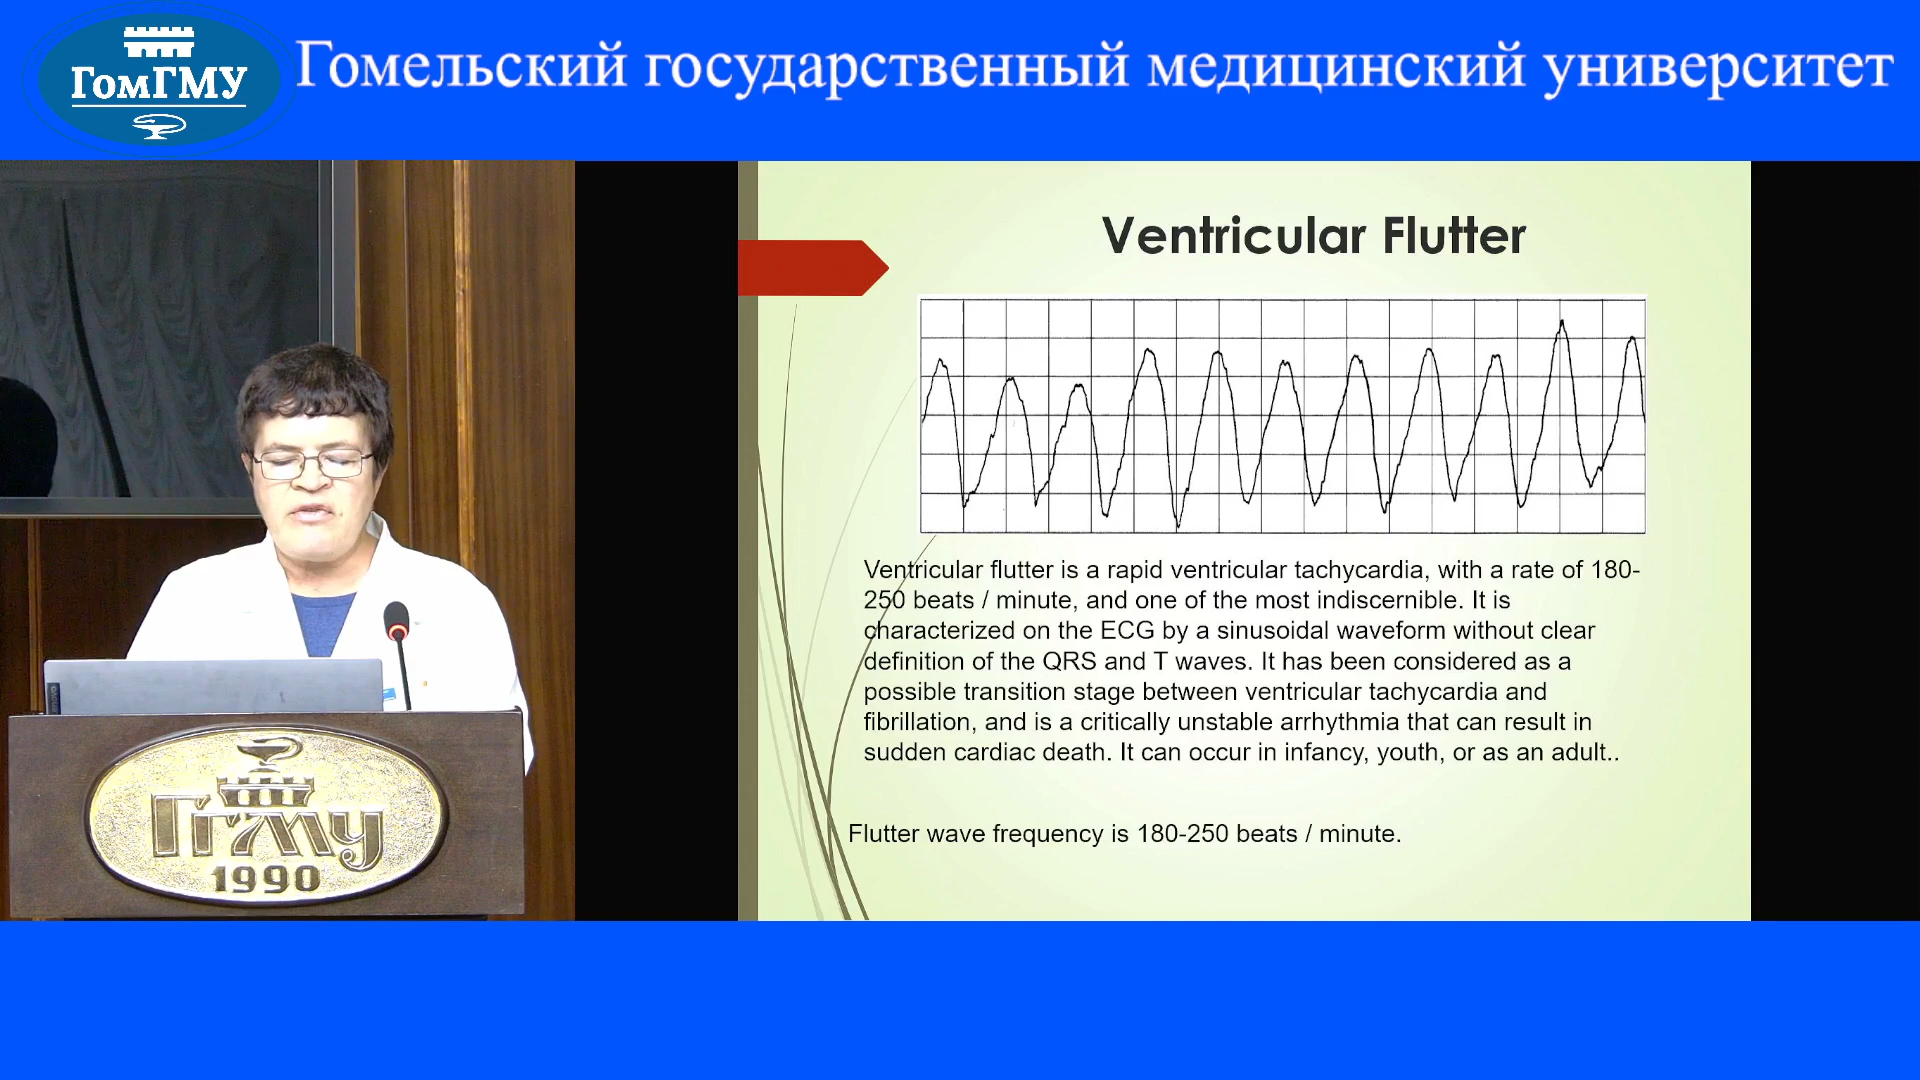 ГомГМУ
Гомельский государственный медицинский университет
Ventricular Flutter
Ventricular flutter is a rapid ventricular tachycardia, with a rate of 180-
250 beats / minute, and one of the most indiscernible. It is
characterized on the ECG by a sinusoidal waveform without clear
definition of the QRS and T waves. It has been considered as a
possible transition stage between ventricular tachycardia and
fibrillation, and is a critically unstable arrhythmia that can result in
sudden cardiac death. It can occur in infancy, youth, or as an adult..
Flutter wave frequency is 180-250 beats / minute.
ГГМУ
1990